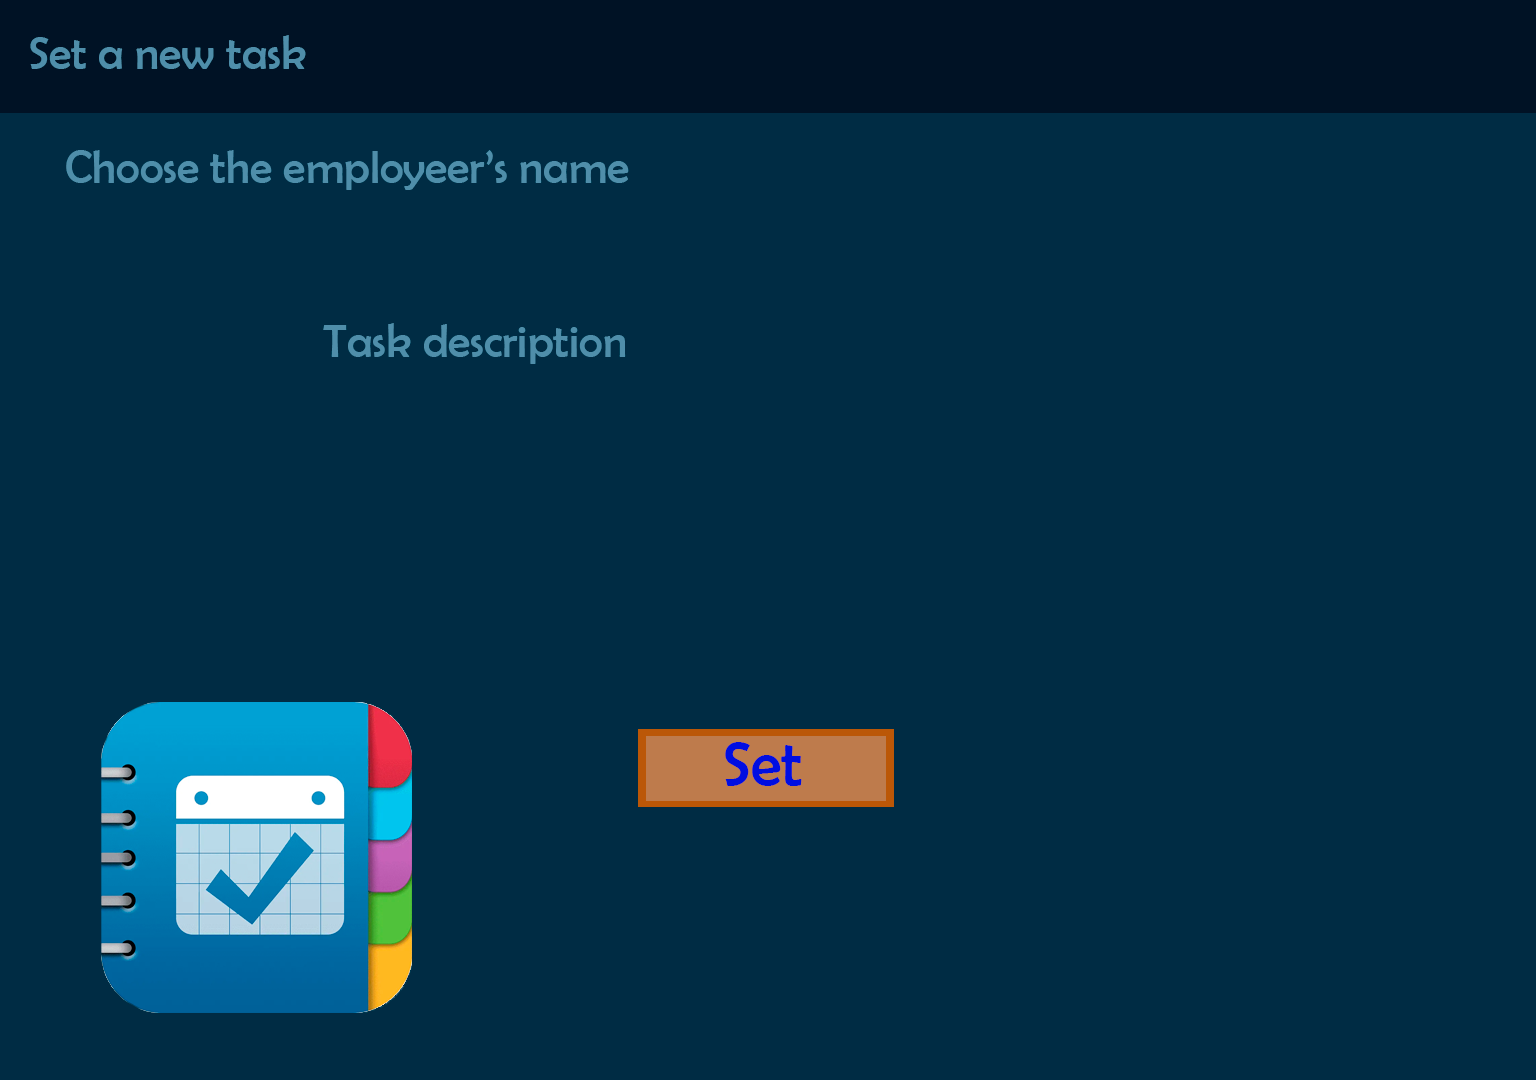 Set a new task
Choose the employeer’s name
Task description
Set